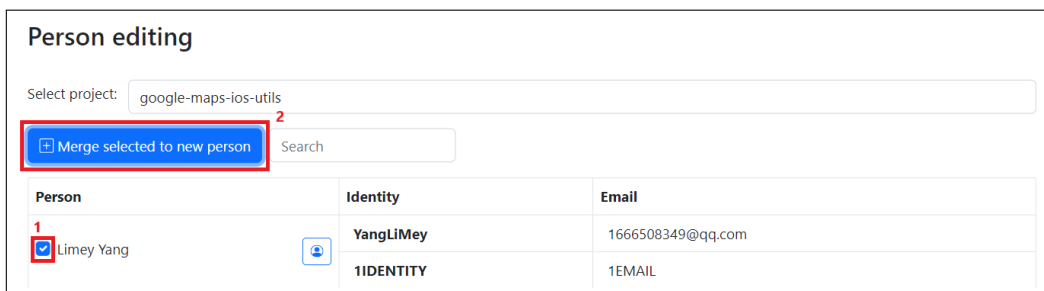 Person editing
Select project: google-maps-ios-utils
2
Merge selected to new person Search
Person Identity Email
1
Limey Yang YangLiMey 1666508349@qq.com
1IDENTITY 1EMAIL